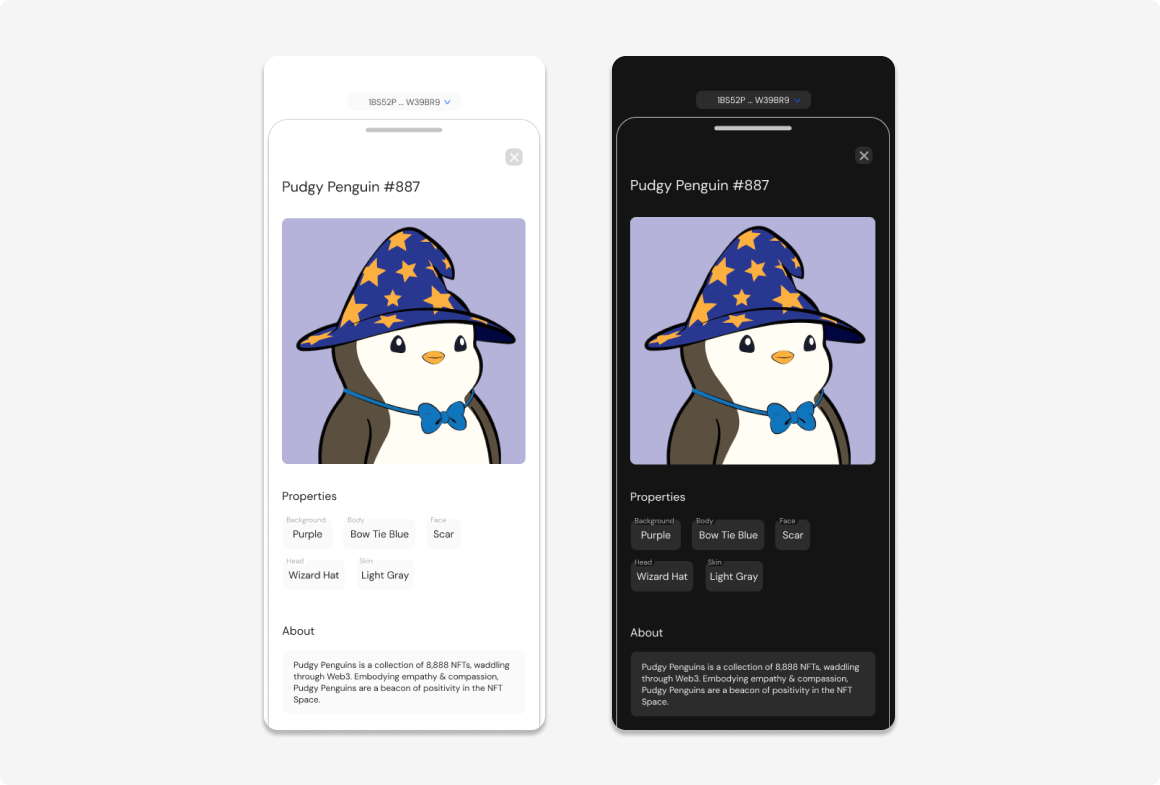 1BS52P ... W39BR9
Pudgy Penguin #887
Properties
Background
Body
Face
Purple
Bow Tie Blue
Scar
Head
Skin
Wizard Hat
Light Gray
About
Pudgy Penguins is a collection of 8,888 NFTs, waddling
through Web3. Embodying empathy & compassion,
Pudgy Penguins are a beacon of positivity in the NFT
Space.
1BS52P ... W39BR9
Pudgy Penguin #887
Properties
Background
Body
Face
Purple
Bow Tie Blue
Scar
Head
Skin
Wizard Hat
Light Gray
About
Pudgy Penguins is a collection of 8,888 NFTs, waddling
through Web3. Embodying empathy & compassion,
Pudgy Penguins are a beacon of positivity in the NFT
Space.